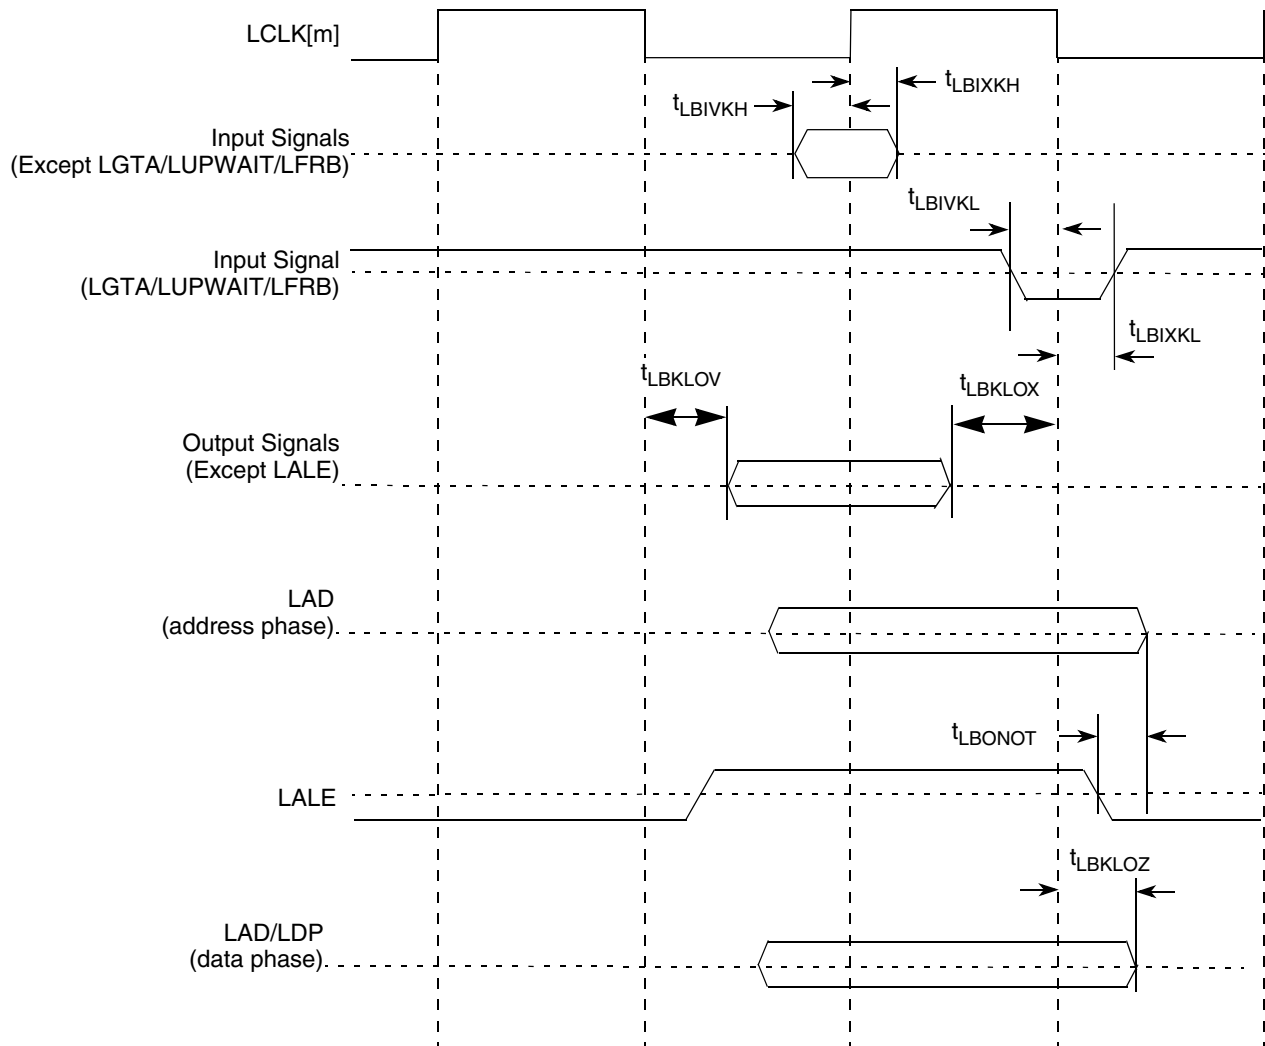 LCLK[m]
tLBIXKH
tLBIVKH
Input Signals
(Except LGTA/LUPWAIT/LFRB)
tLBIVKL
Input Signal
(LGTA/LUPWAIT/LFRB)
tLBIXKL
tLBKLOV
tLBKLOX
Output Signals
(Except LALE)
LAD
(address phase)
tLBONOT
LALE
tLBKLOZ
LAD/LDP
(data phase)